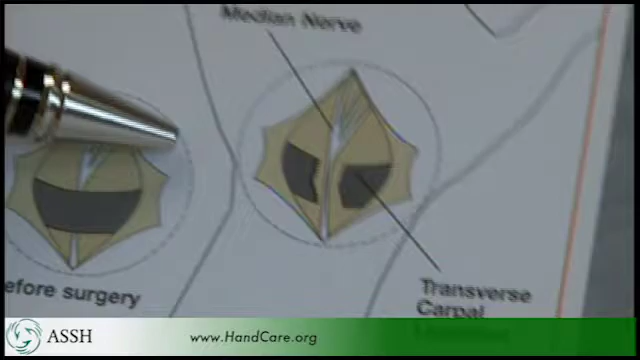 Median Nerve
efore surgery
Transverse
Carpal
ASSH
www.HandCare.org